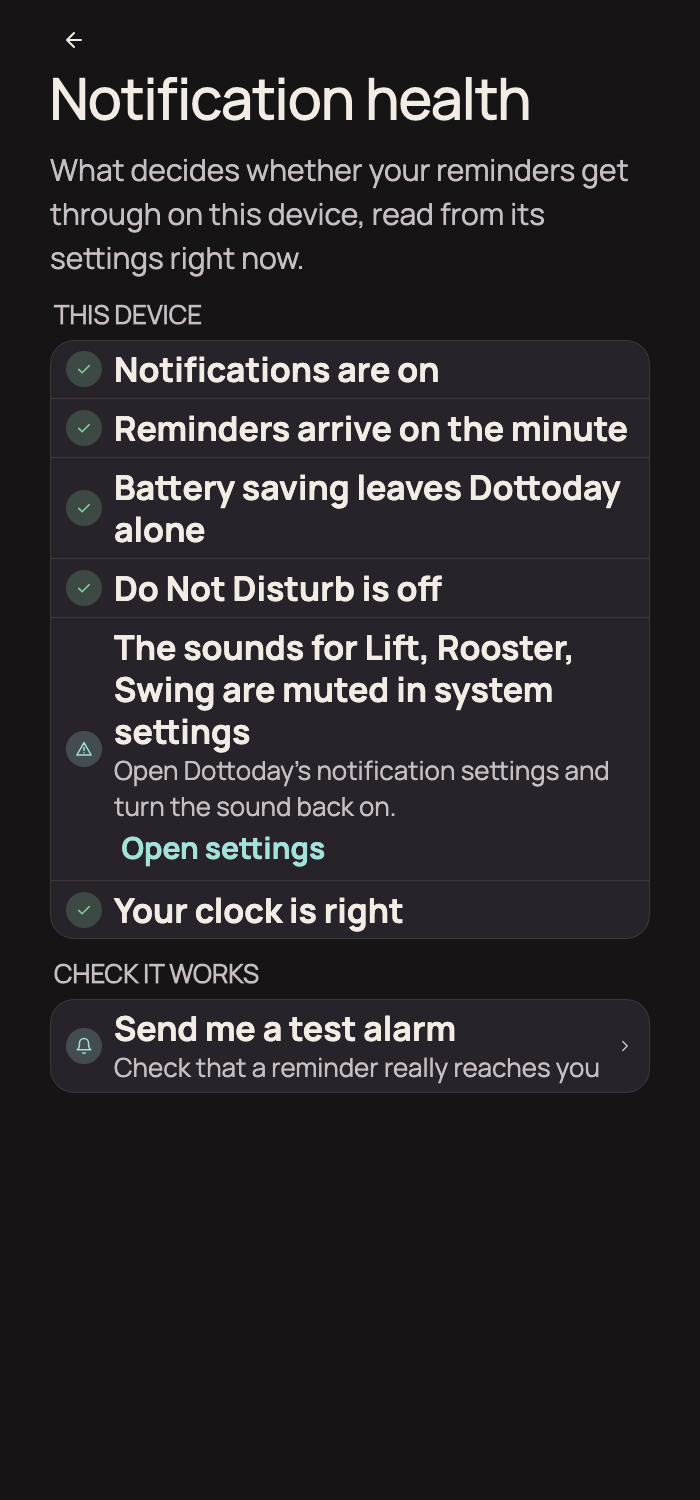 Notification health
What decides whether your reminders get
through on this device, read from its
settings right now.
THIS DEVICE
Notifications are on
Reminders arrive on the minute
Battery saving leaves Dottoday
alone
Do Not Disturb is off
The sounds for Lift, Rooster,
Swing are muted in system
settings
Open Dottoday’s notification settings and
turn the sound back on.
Open settings
Your clock is right
CHECK IT WORKS
Send me a test alarm
Check that a reminder really reaches you